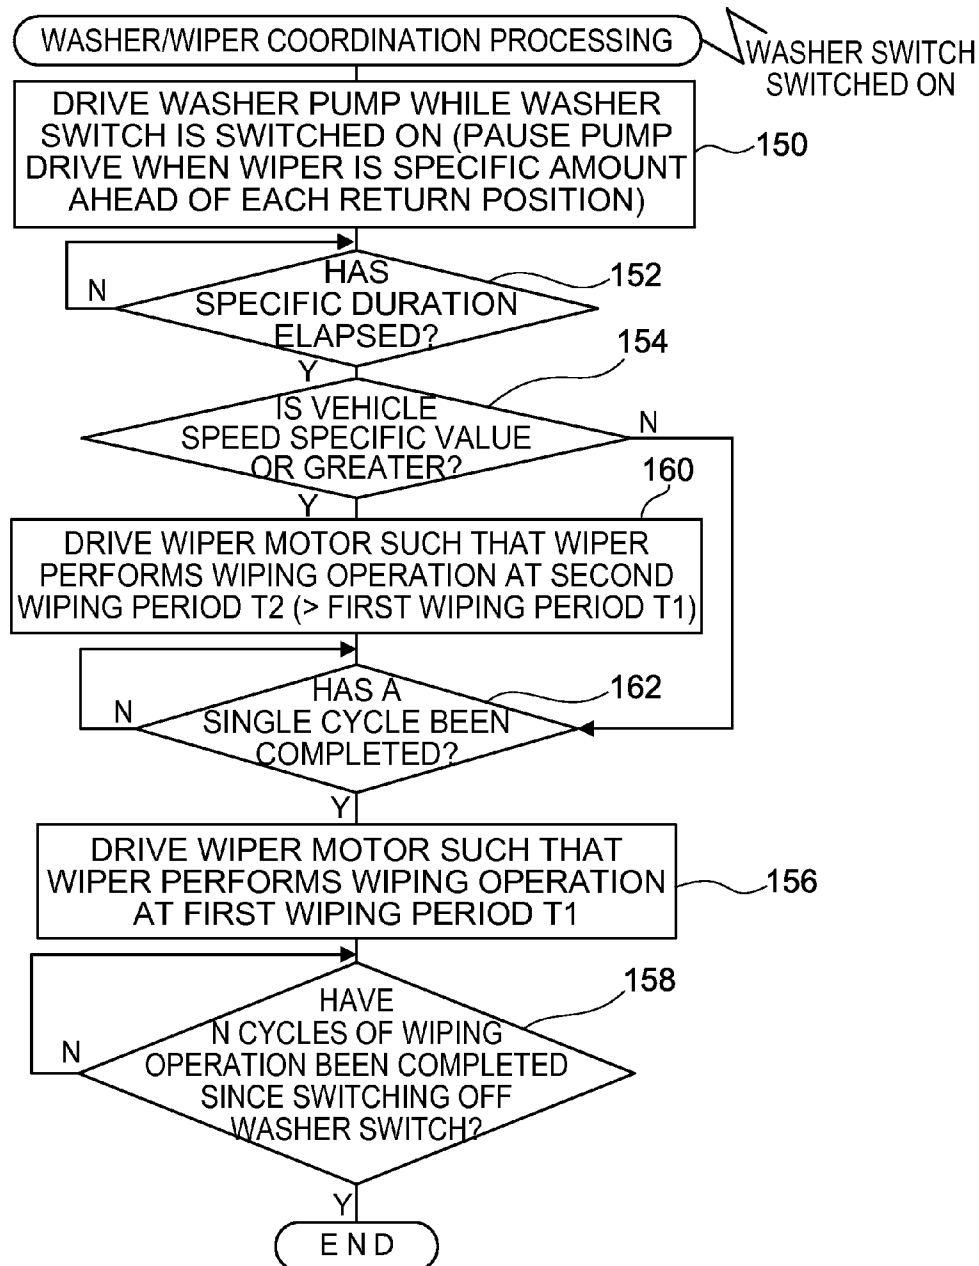 WASHER/WIPER COORDINATION PROCESSING
WASHER SWITCH
SWITCHED ON
DRIVE WASHER PUMP WHILE WASHER
SWITCH IS SWITCHED ON (PAUSE PUMP
DRIVE WHEN WIPER IS SPECIFIC AMOUNT
AHEAD OF EACH RETURN POSITION)
150
HAS
SPECIFIC DURATION
ELAPSED?
152
N
Y
154
IS VEHICLE
SPEED SPECIFIC VALUE
OR GREATER?
N
Y
160
DRIVE WIPER MOTOR SUCH THAT WIPER
PERFORMS WIPING OPERATION AT SECOND
WIPING PERIOD T2 (> FIRST WIPING PERIOD T1)
HAS A
SINGLE CYCLE BEEN
COMPLETED?
162
N
Y
DRIVE WIPER MOTOR SUCH THAT
WIPER PERFORMS WIPING OPERATION
AT FIRST WIPING PERIOD T1
156
158
HAVE
N CYCLES OF WIPING
OPERATION BEEN COMPLETED
SINCE SWITCHING OFF
WASHER SWITCH?
N
Y
END